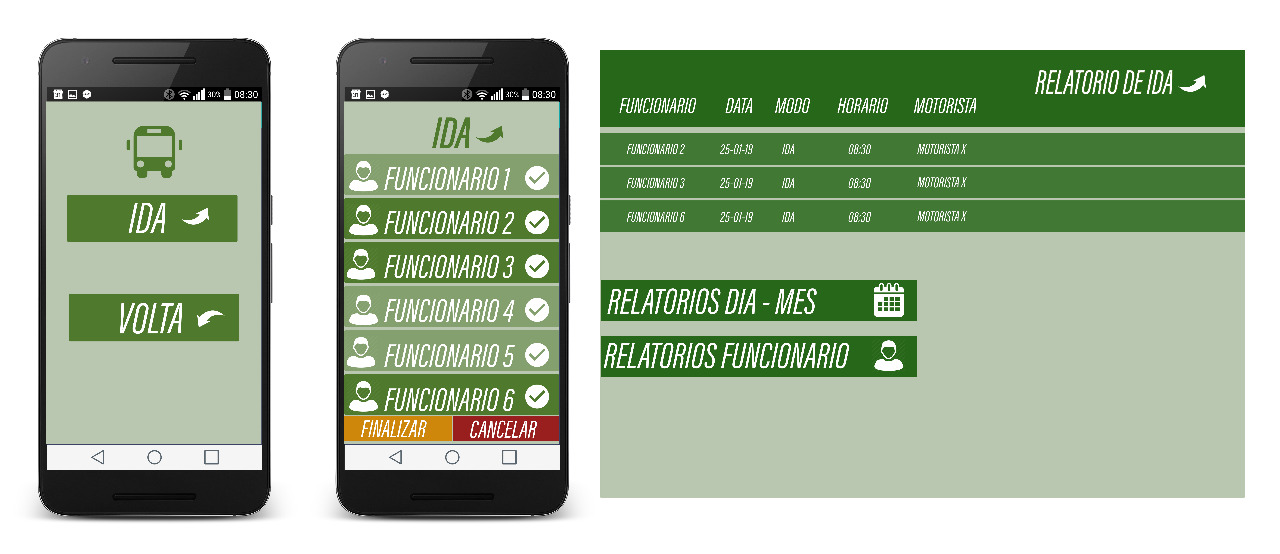 30% 08:30
IDA
VOLTA
30% 08:30
IDA
FUNCIONARIO 1
FUNCIONARIO 2
FUNCIONARIO 3
FUNCIONARIO 4
FUNCIONARIO 5
FUNCIONARIO 6
FINALIZAR CANCELAR
RELATORIO DE IDA
FUNCIONARIO DATA MODO HORARIO MOTORISTA
FUNCIONARIO 2 25-01-19 IDA 08:30 MOTORISTA X
FUNCIONARIO 3 25-01-19 IDA 08:30 MOTORISTA X
FUNCIONARIO 6 25-01-19 IDA 08:30 MOTORISTA X
RELATORIOS DIA - MES
RELATORIOS FUNCIONARIO